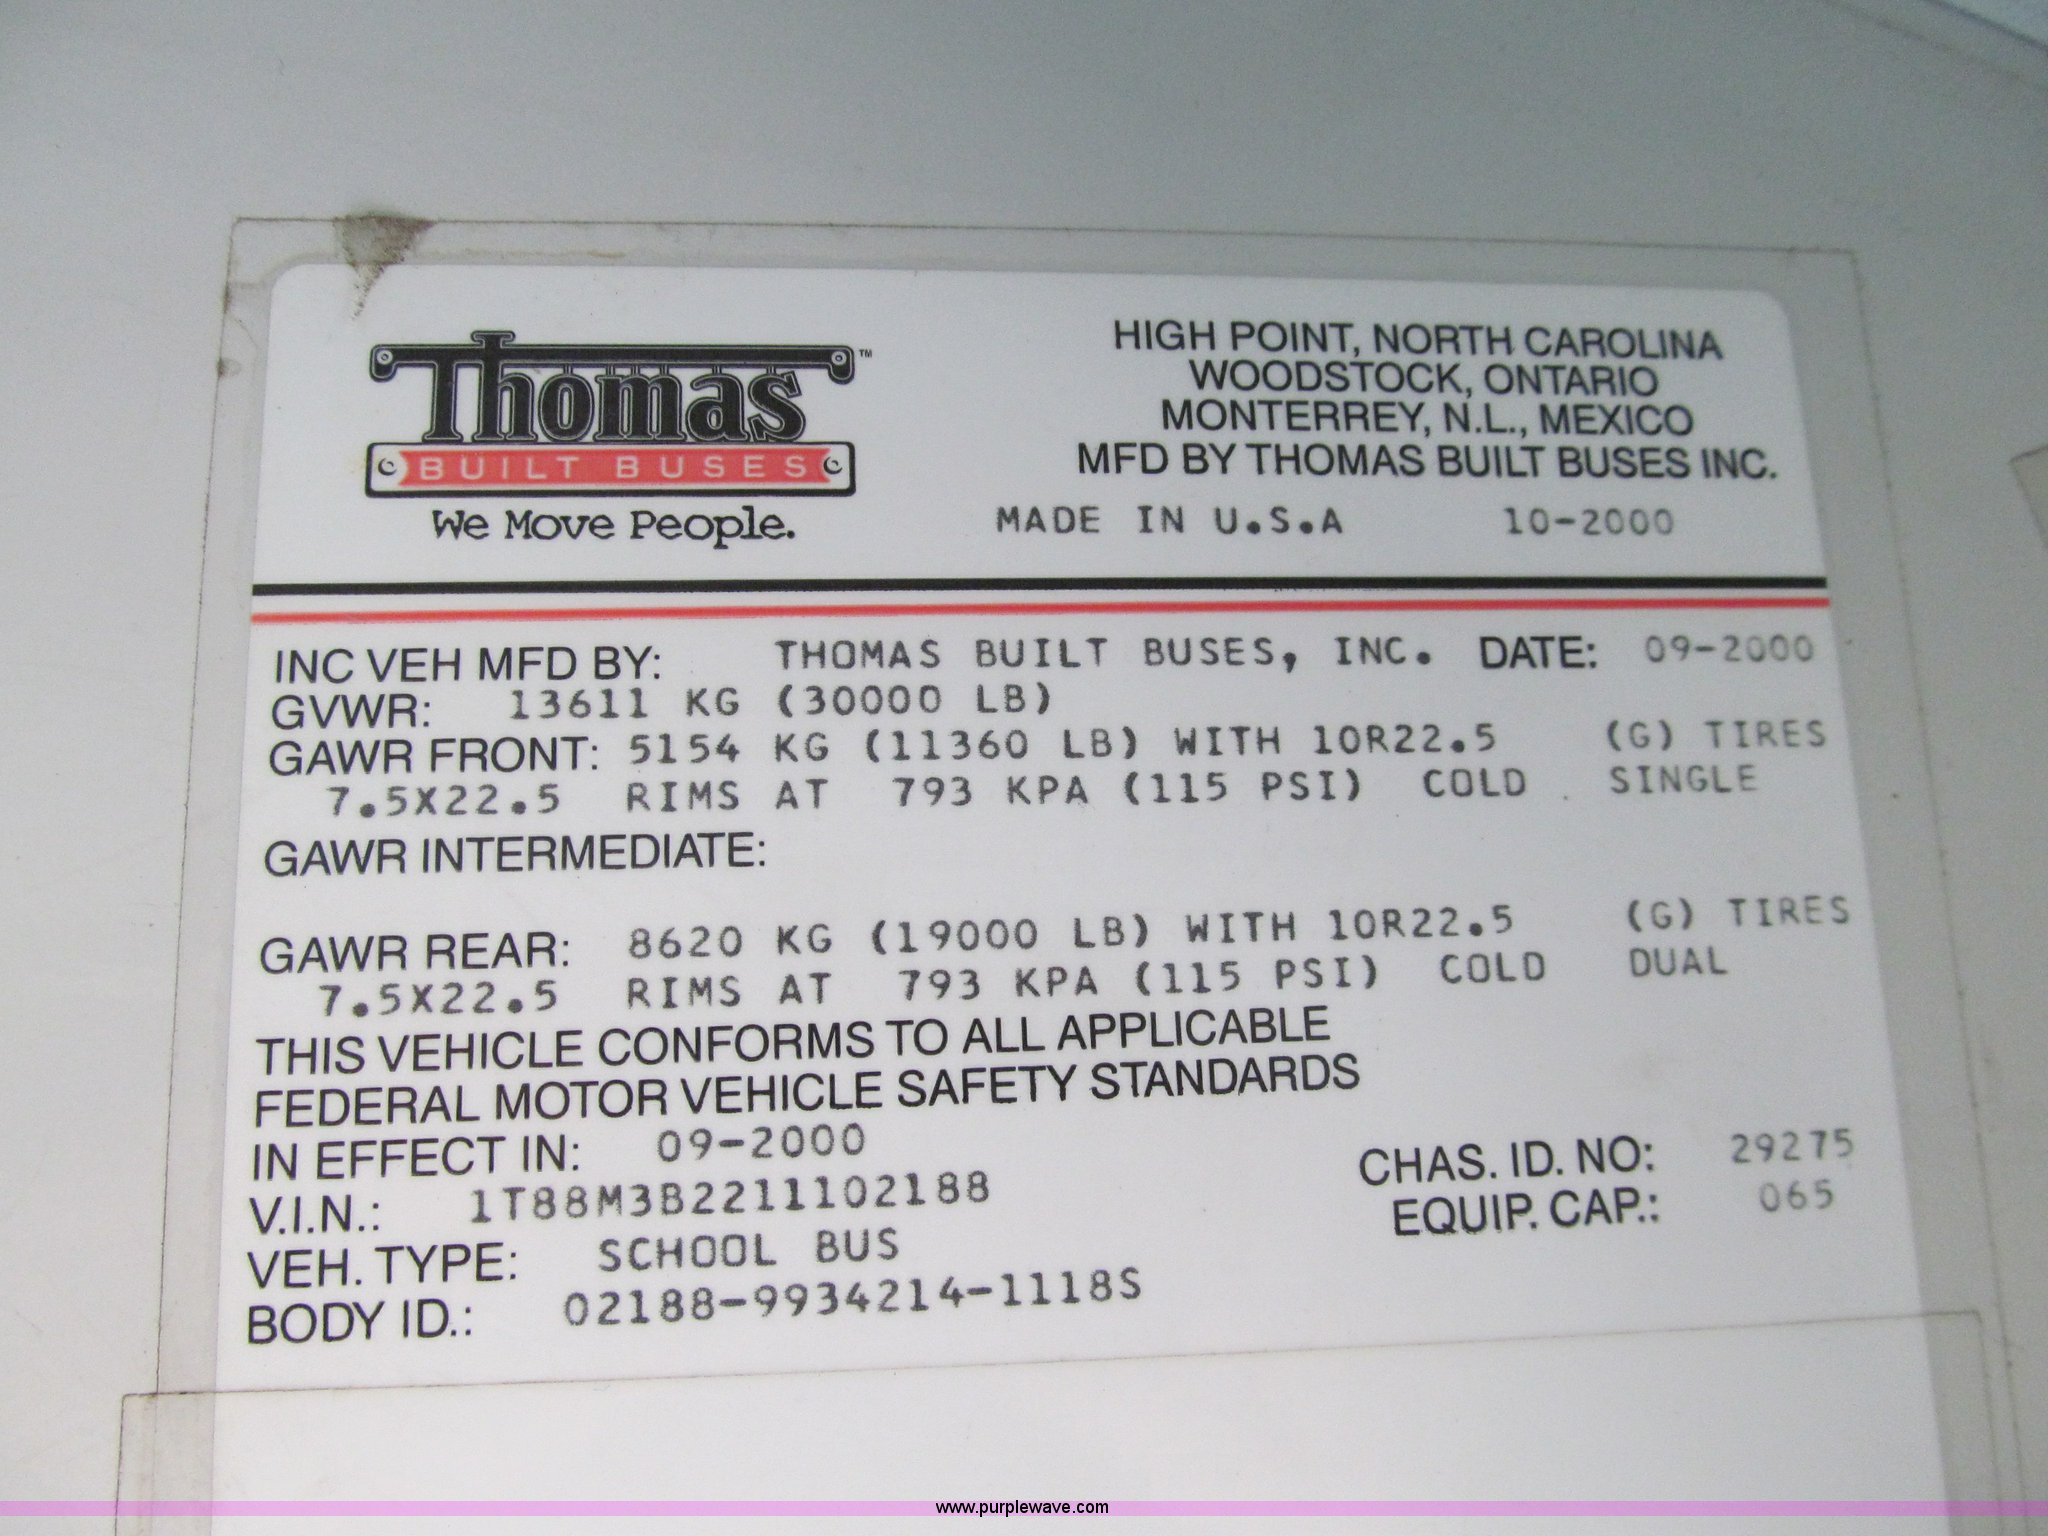 Thomas™
BUILT BUSES
We Move People.
HIGH POINT, NORTH CAROLINA
WOODSTOCK, ONTARIO
MONTERREY, N.L., MEXICO
MFD BY THOMAS BUILT BUSES INC.
MADE IN U.S.A 10-2000
INC VEH MFD BY: THOMAS BUILT BUSES, INC. DATE: 09-2000
GVWR: 13611 KG (30000 LB)
GAWR FRONT: 5154 KG (11360 LB) WITH 10R22.5 (G) TIRES
7.5X22.5 RIMS AT 793 KPA (115 PSI) COLD SINGLE
GAWR INTERMEDIATE:
GAWR REAR: 8620 KG (19000 LB) WITH 10R22.5 (G) TIRES
7.5X22.5 RIMS AT 793 KPA (115 PSI) COLD DUAL
THIS VEHICLE CONFORMS TO ALL APPLICABLE
FEDERAL MOTOR VEHICLE SAFETY STANDARDS
IN EFFECT IN: 09-2000
CHAS. ID. NO: 29275
V.I.N.: 1T88M3B2211102188
EQUIP. CAP.: 065
VEH. TYPE: SCHOOL BUS
BODY ID.: 02188-9934214-1118S
www.purplewave.com